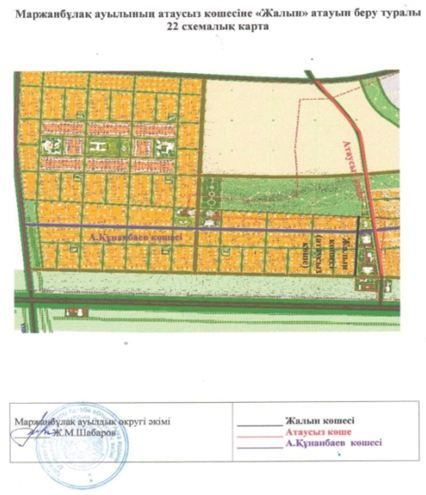 Маржанбұлақ ауылының атаусыз көшесіне «Жалын» атауын беру туралы
22 схемалық карта
Атаусыз
А.Құнанбаев көшесі
Жалын
көшесі
(атаусыз
көше)
Маржанбұлақ ауылдық округі әкімі
Ж.М.Шабаров
Жалын көшесі
Атаусыз көше
А.Құнанбаев көшесі